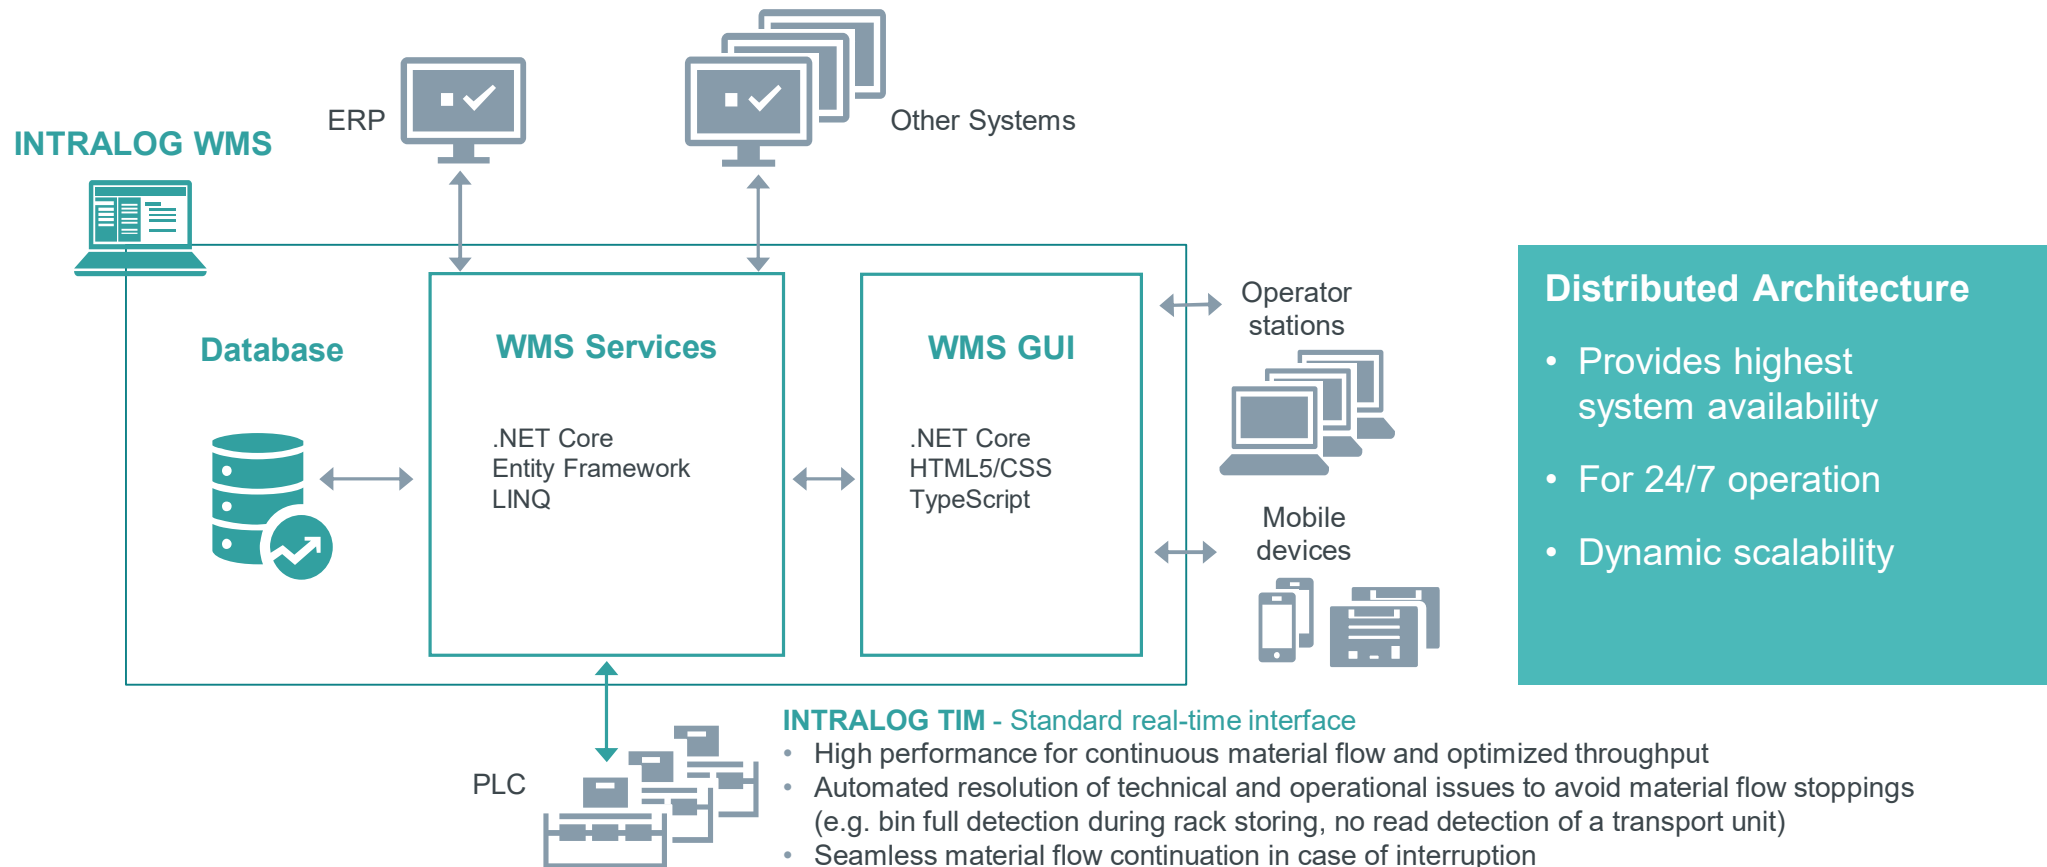 ERP
Other Systems
INTRALOG WMS
Database
WMS Services
.NET Core
Entity Framework
LINQ
WMS GUI
.NET Core
HTML5/CSS
TypeScript
Operator
stations
Mobile
devices
Distributed Architecture
• Provides highest
system availability
• For 24/7 operation
• Dynamic scalability
PLC
INTRALOG TIM - Standard real-time interface
• High performance for continuous material flow and optimized throughput
• Automated resolution of technical and operational issues to avoid material flow stoppings
(e.g. bin full detection during rack storing, no read detection of a transport unit)
• Seamless material flow continuation in case of interruption